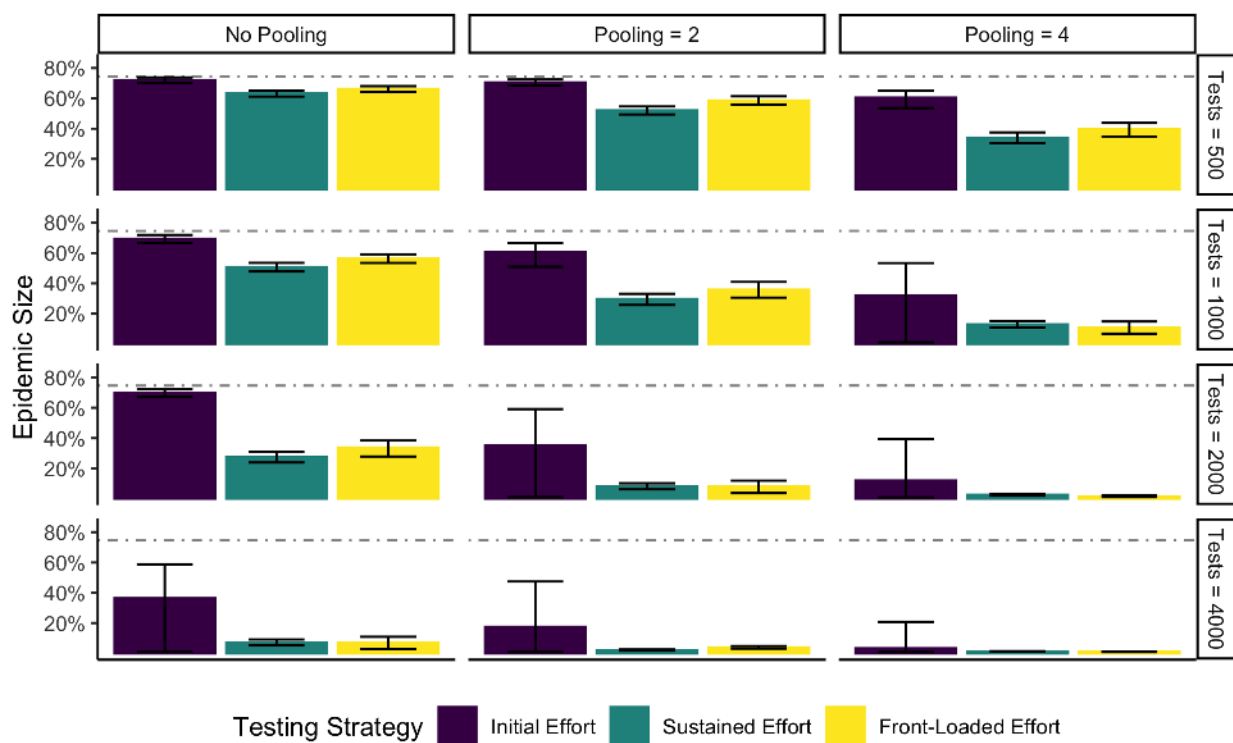 No Pooling
Pooling = 2
Pooling = 4
Epidemic Size
80%
60%
40%
20%
Tests = 500
80%
60%
40%
20%
Tests = 1000
80%
60%
40%
20%
Tests = 2000
80%
60%
40%
20%
Tests = 4000
Testing Strategy
Initial Effort
Sustained Effort
Front-Loaded Effort